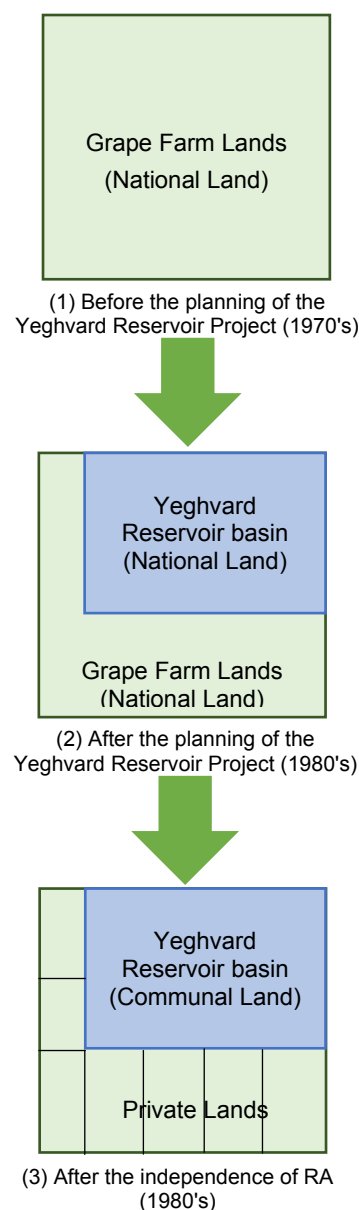 Grape Farm Lands
(National Land)
(1) Before the planning of the
Yeghvard Reservoir Project (1970's)
Yeghvard
Reservoir basin
(National Land)
Grape Farm Lands
(National Land)
(2) After the planning of the
Yeghvard Reservoir Project (1980's)
Yeghvard
Reservoir basin
(Communal Land)
Private Lands
(3) After the independence of RA
(1980's)